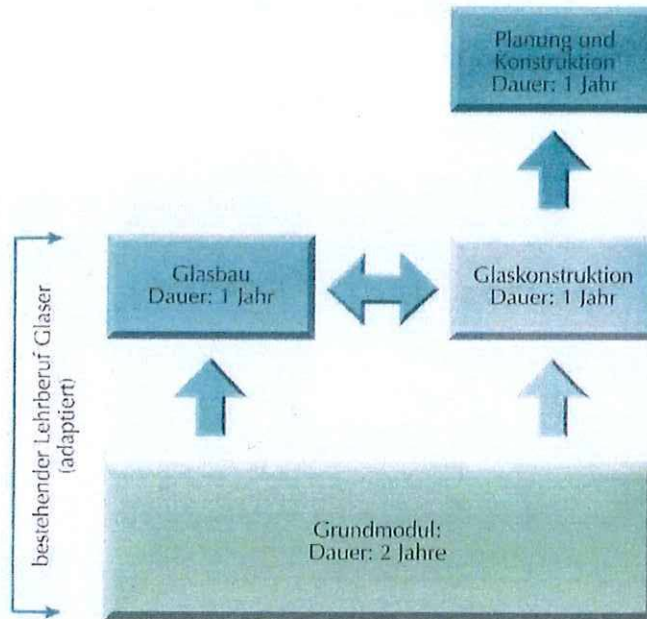 Planung und
Konstruktion
Dauer: 1 Jahr
Glasbau
Dauer: 1 Jahr
Glaskonstruktion
Dauer: 1 Jahr
bestehender Lehrberuf Glaser
(adaptiert)
Grundmodul:
Dauer: 2 Jahre